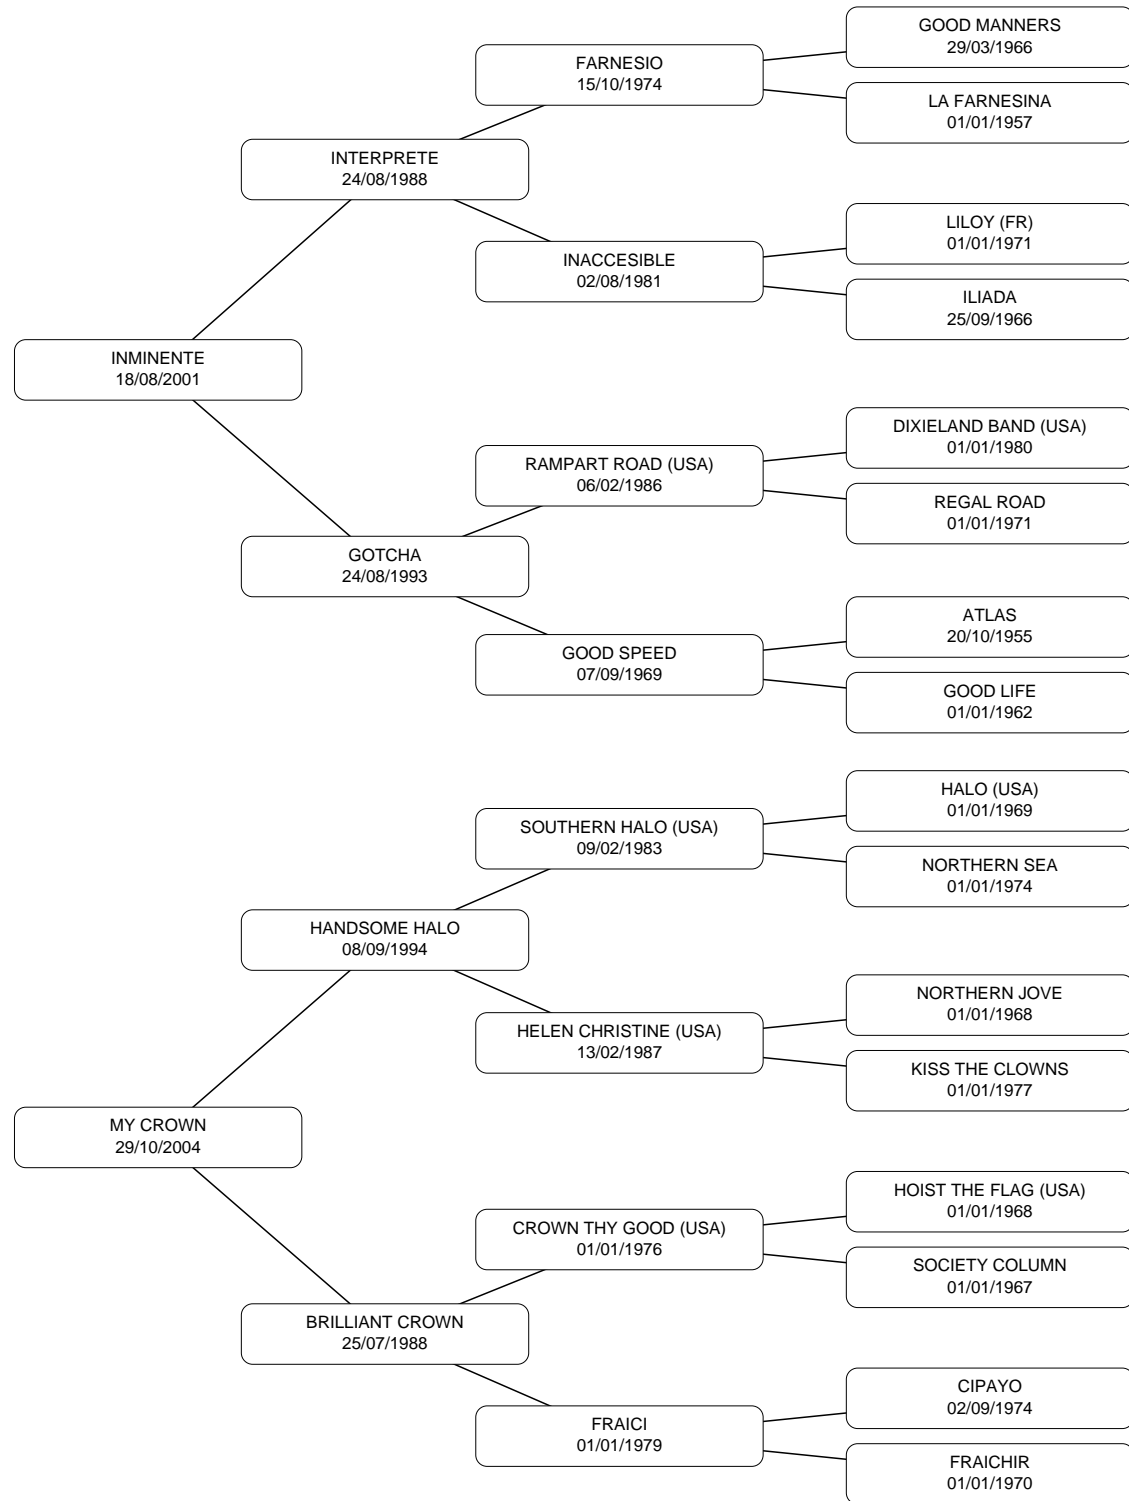 GOOD MANNERS
29/03/1966
FARNESIO
15/10/1974
LA FARNESINA
01/01/1957
INTERPRETE
24/08/1988
LILOY (FR)
01/01/1971
INACCESIBLE
02/08/1981
ILIADA
25/09/1966
INMINENTE
18/08/2001
DIXIELAND BAND (USA)
01/01/1980
RAMPART ROAD (USA)
06/02/1986
REGAL ROAD
01/01/1971
GOTCHA
24/08/1993
ATLAS
20/10/1955
GOOD SPEED
07/09/1969
GOOD LIFE
01/01/1962
HALO (USA)
01/01/1969
SOUTHERN HALO (USA)
09/02/1983
NORTHERN SEA
01/01/1974
HANDSOME HALO
08/09/1994
NORTHERN JOVE
01/01/1968
HELEN CHRISTINE (USA)
13/02/1987
KISS THE CLOWNS
01/01/1977
MY CROWN
29/10/2004
HOIST THE FLAG (USA)
01/01/1968
CROWN THY GOOD (USA)
01/01/1976
SOCIETY COLUMN
01/01/1967
BRILLIANT CROWN
25/07/1988
CIPAYO
02/09/1974
FRAICI
01/01/1979
FRAICHIR
01/01/1970